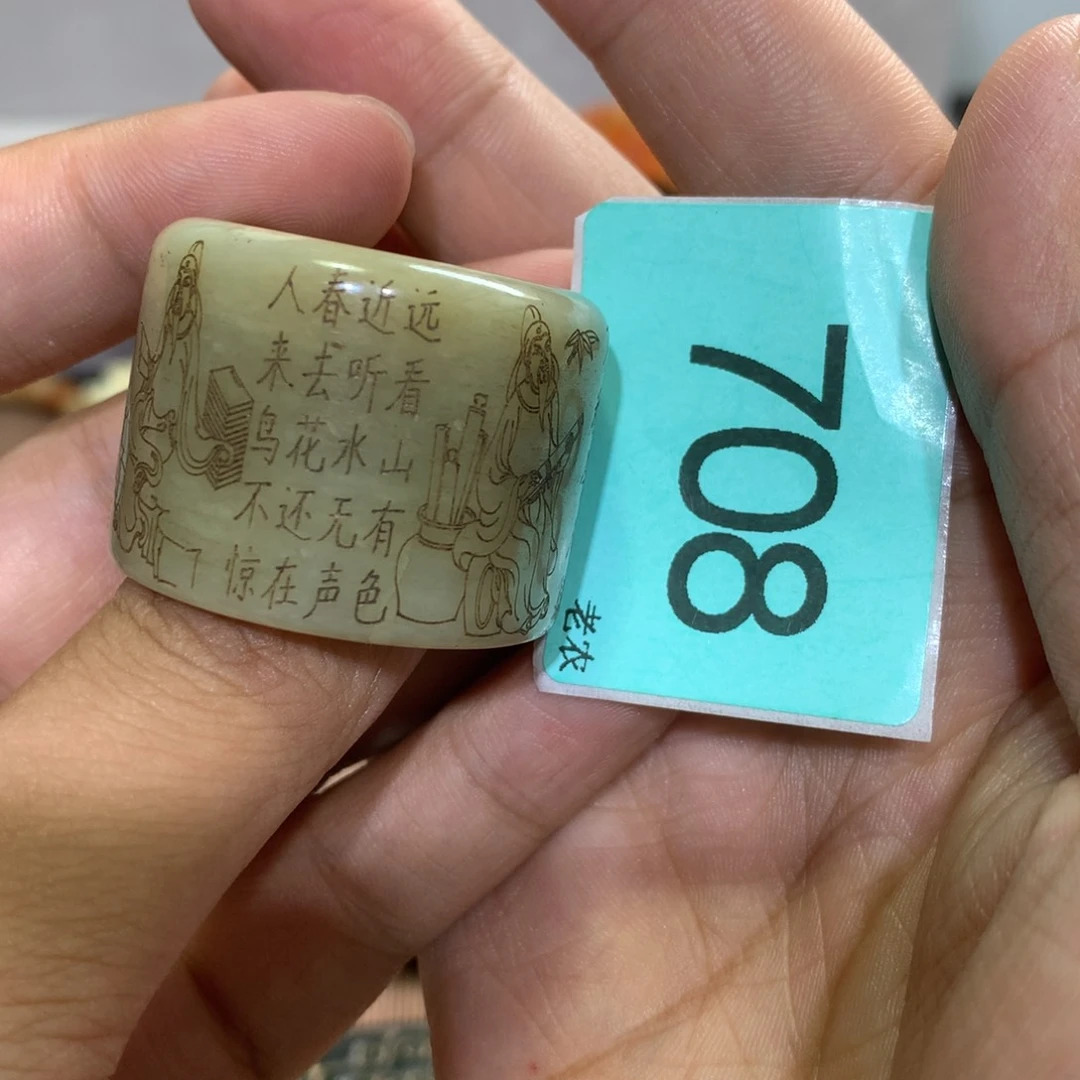 远看山有色
近听水无声
春去花还在
人来鸟不惊
708
老农